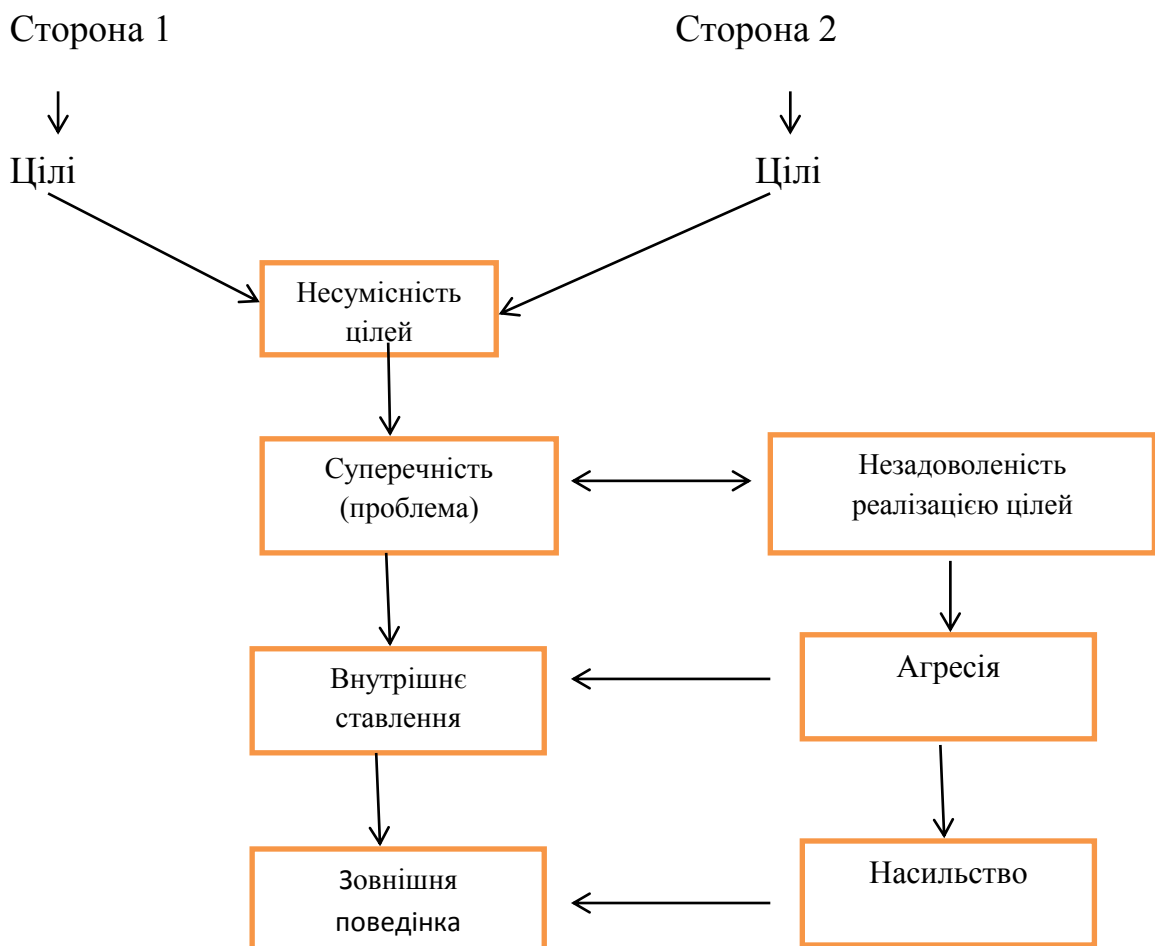 Сторона 1
Сторона 2
Цілі
Цілі
Несумісність
цілей
Суперечність
(проблема)
Незадоволеність
реалізацією цілей
Внутрішнє
ставлення
Агресія
Зовнішня
поведінка
Насильство